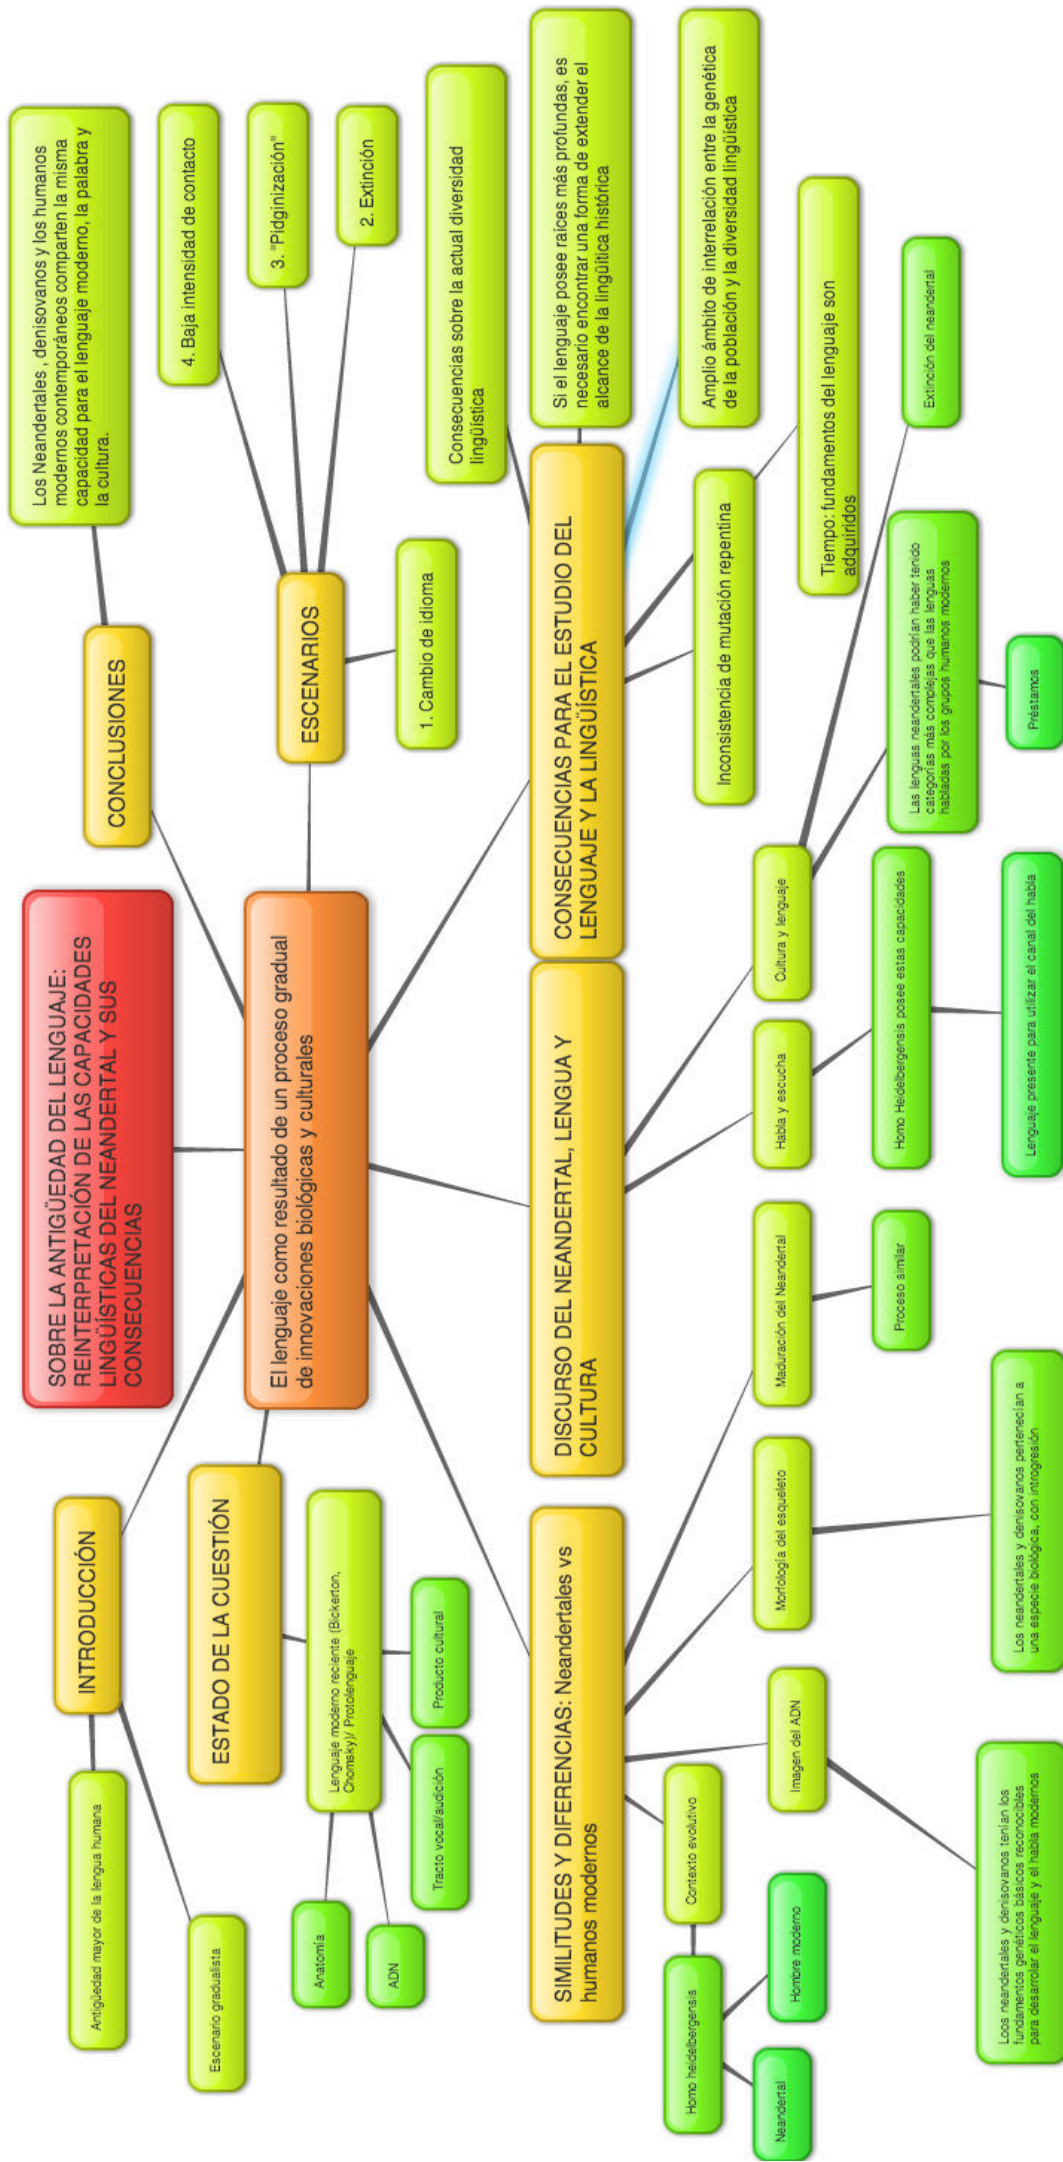 SOBRE LA ANTIGÜEDAD DEL LENGUAJE:
REINTERPRETACIÓN DE LAS CAPACIDADES
LINGÜÍSTICAS DEL NEANDERTAL Y SUS
CONSECUENCIAS
El lenguaje como resultado de un proceso gradual
de innovaciones biológicas y culturales
INTRODUCCIÓN
Antigüedad mayor de la lengua humana
Escenario gradualista
ESTADO DE LA CUESTIÓN
Lenguaje moderno reciente (Bickerton,
Chomsky)/ Protolenguaje
Anatomía
ADN
Tracto vocal/audición
Producto cultural
SIMILITUDES Y DIFERENCIAS: Neandertales vs
humanos modernos
Contexto evolutivo
Homo heidelbergensis
Neandertal
Hombre moderno
Imagen del ADN
Loos neandertales y denisovanos tenían los
fundamentos genéticos básicos reconocibles
para desarrollar el lenguaje y el habla modernos
Morfología del esqueleto
Los neandertales y denisovanos pertenecían a
una especie biológica, con introgresión
Maduración del Neandertal
Proceso similar
DISCURSO DEL NEANDERTAL, LENGUA Y
CULTURA
Habla y escucha
Homo Heidelbergensis posee estas capacidades
Lenguaje presente para utilizar el canal del habla
Cultura y lenguaje
Las lenguas neandertales podrían haber tenido
categorías más complejas que las lenguas
habladas por los grupos humanos modernos
Préstamos
Extinción del neandertal
CONSECUENCIAS PARA EL ESTUDIO DEL
LENGUAJE Y LA LINGÜÍSTICA
Inconsistencia de mutación repentina
Tiempo: fundamentos del lenguaje son
adquiridos
Amplio ámbito de interrelación entre la genética
de la población y la diversidad lingüística
Si el lenguaje posee raíces más profundas, es
necesario encontrar una forma de extender el
alcance de la lingüítica histórica
Consecuencias sobre la actual diversidad
lingüística
ESCENARIOS
1. Cambio de idioma
2. Extinción
3. "Pidginización"
4. Baja intensidad de contacto
CONCLUSIONES
Los Neandertales , denisovanos y los humanos
modernos contemporáneos comparten la misma
capacidad para el lenguaje moderno, la palabra y
la cultura.